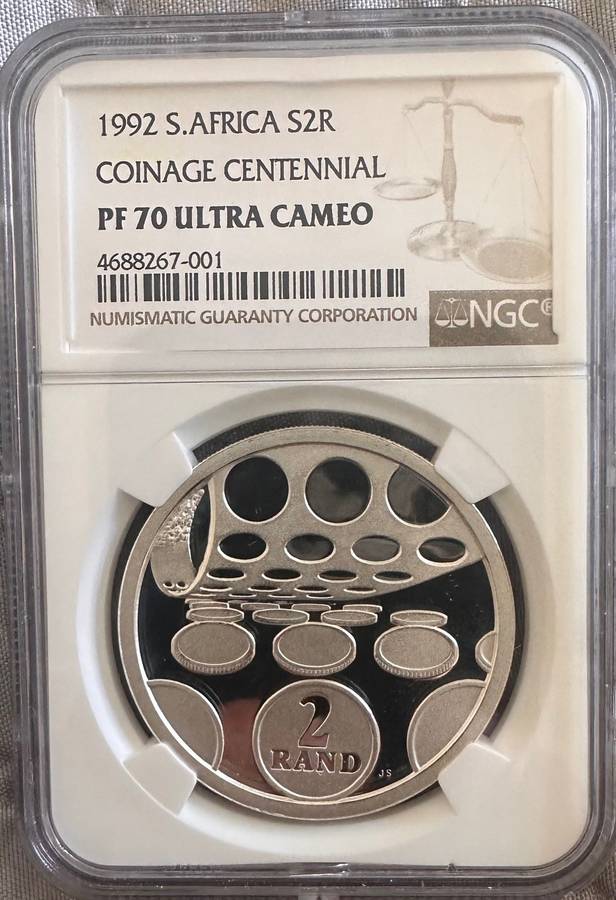 1992 S.AFRICA S2R
COINAGE CENTENNIAL
PF 70 ULTRA CAMEO
4688267-001
NUMISMATIC GUARANTY CORPORATION
NGC®
2
RAND
JS